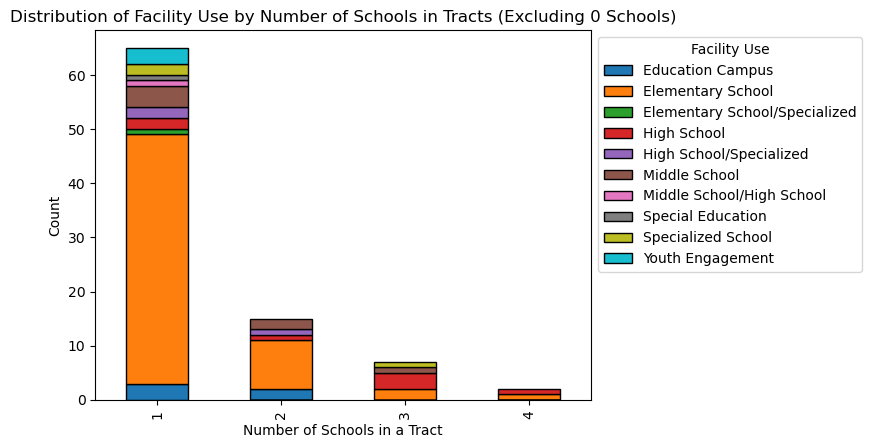 Distribution of Facility Use by Number of Schools in Tracts (Excluding 0 Schools)
60
50
40
30
20
10
0
Count
1
2
3
4
Number of Schools in a Tract
Facility Use
Education Campus
Elementary School
Elementary School/Specialized
High School
High School/Specialized
Middle School
Middle School/High School
Special Education
Specialized School
Youth Engagement